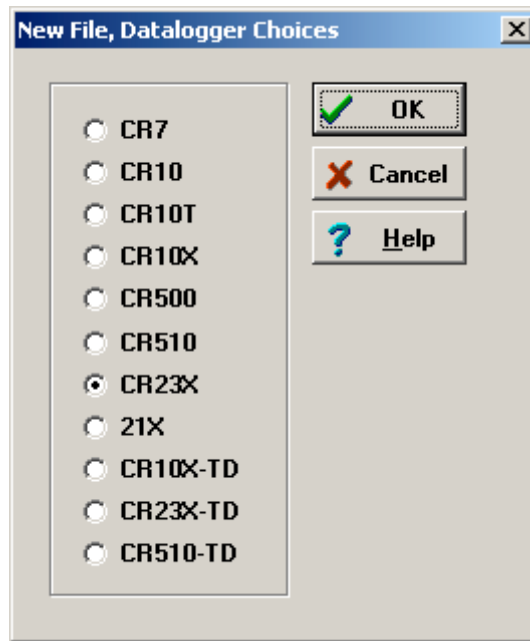 New File, Datalogger Choices
CR7
CR10
CR10T
CR10X
CR500
CR510
CR23X
21X
CR10X-TD
CR23X-TD
CR510-TD
OK
Cancel
Help